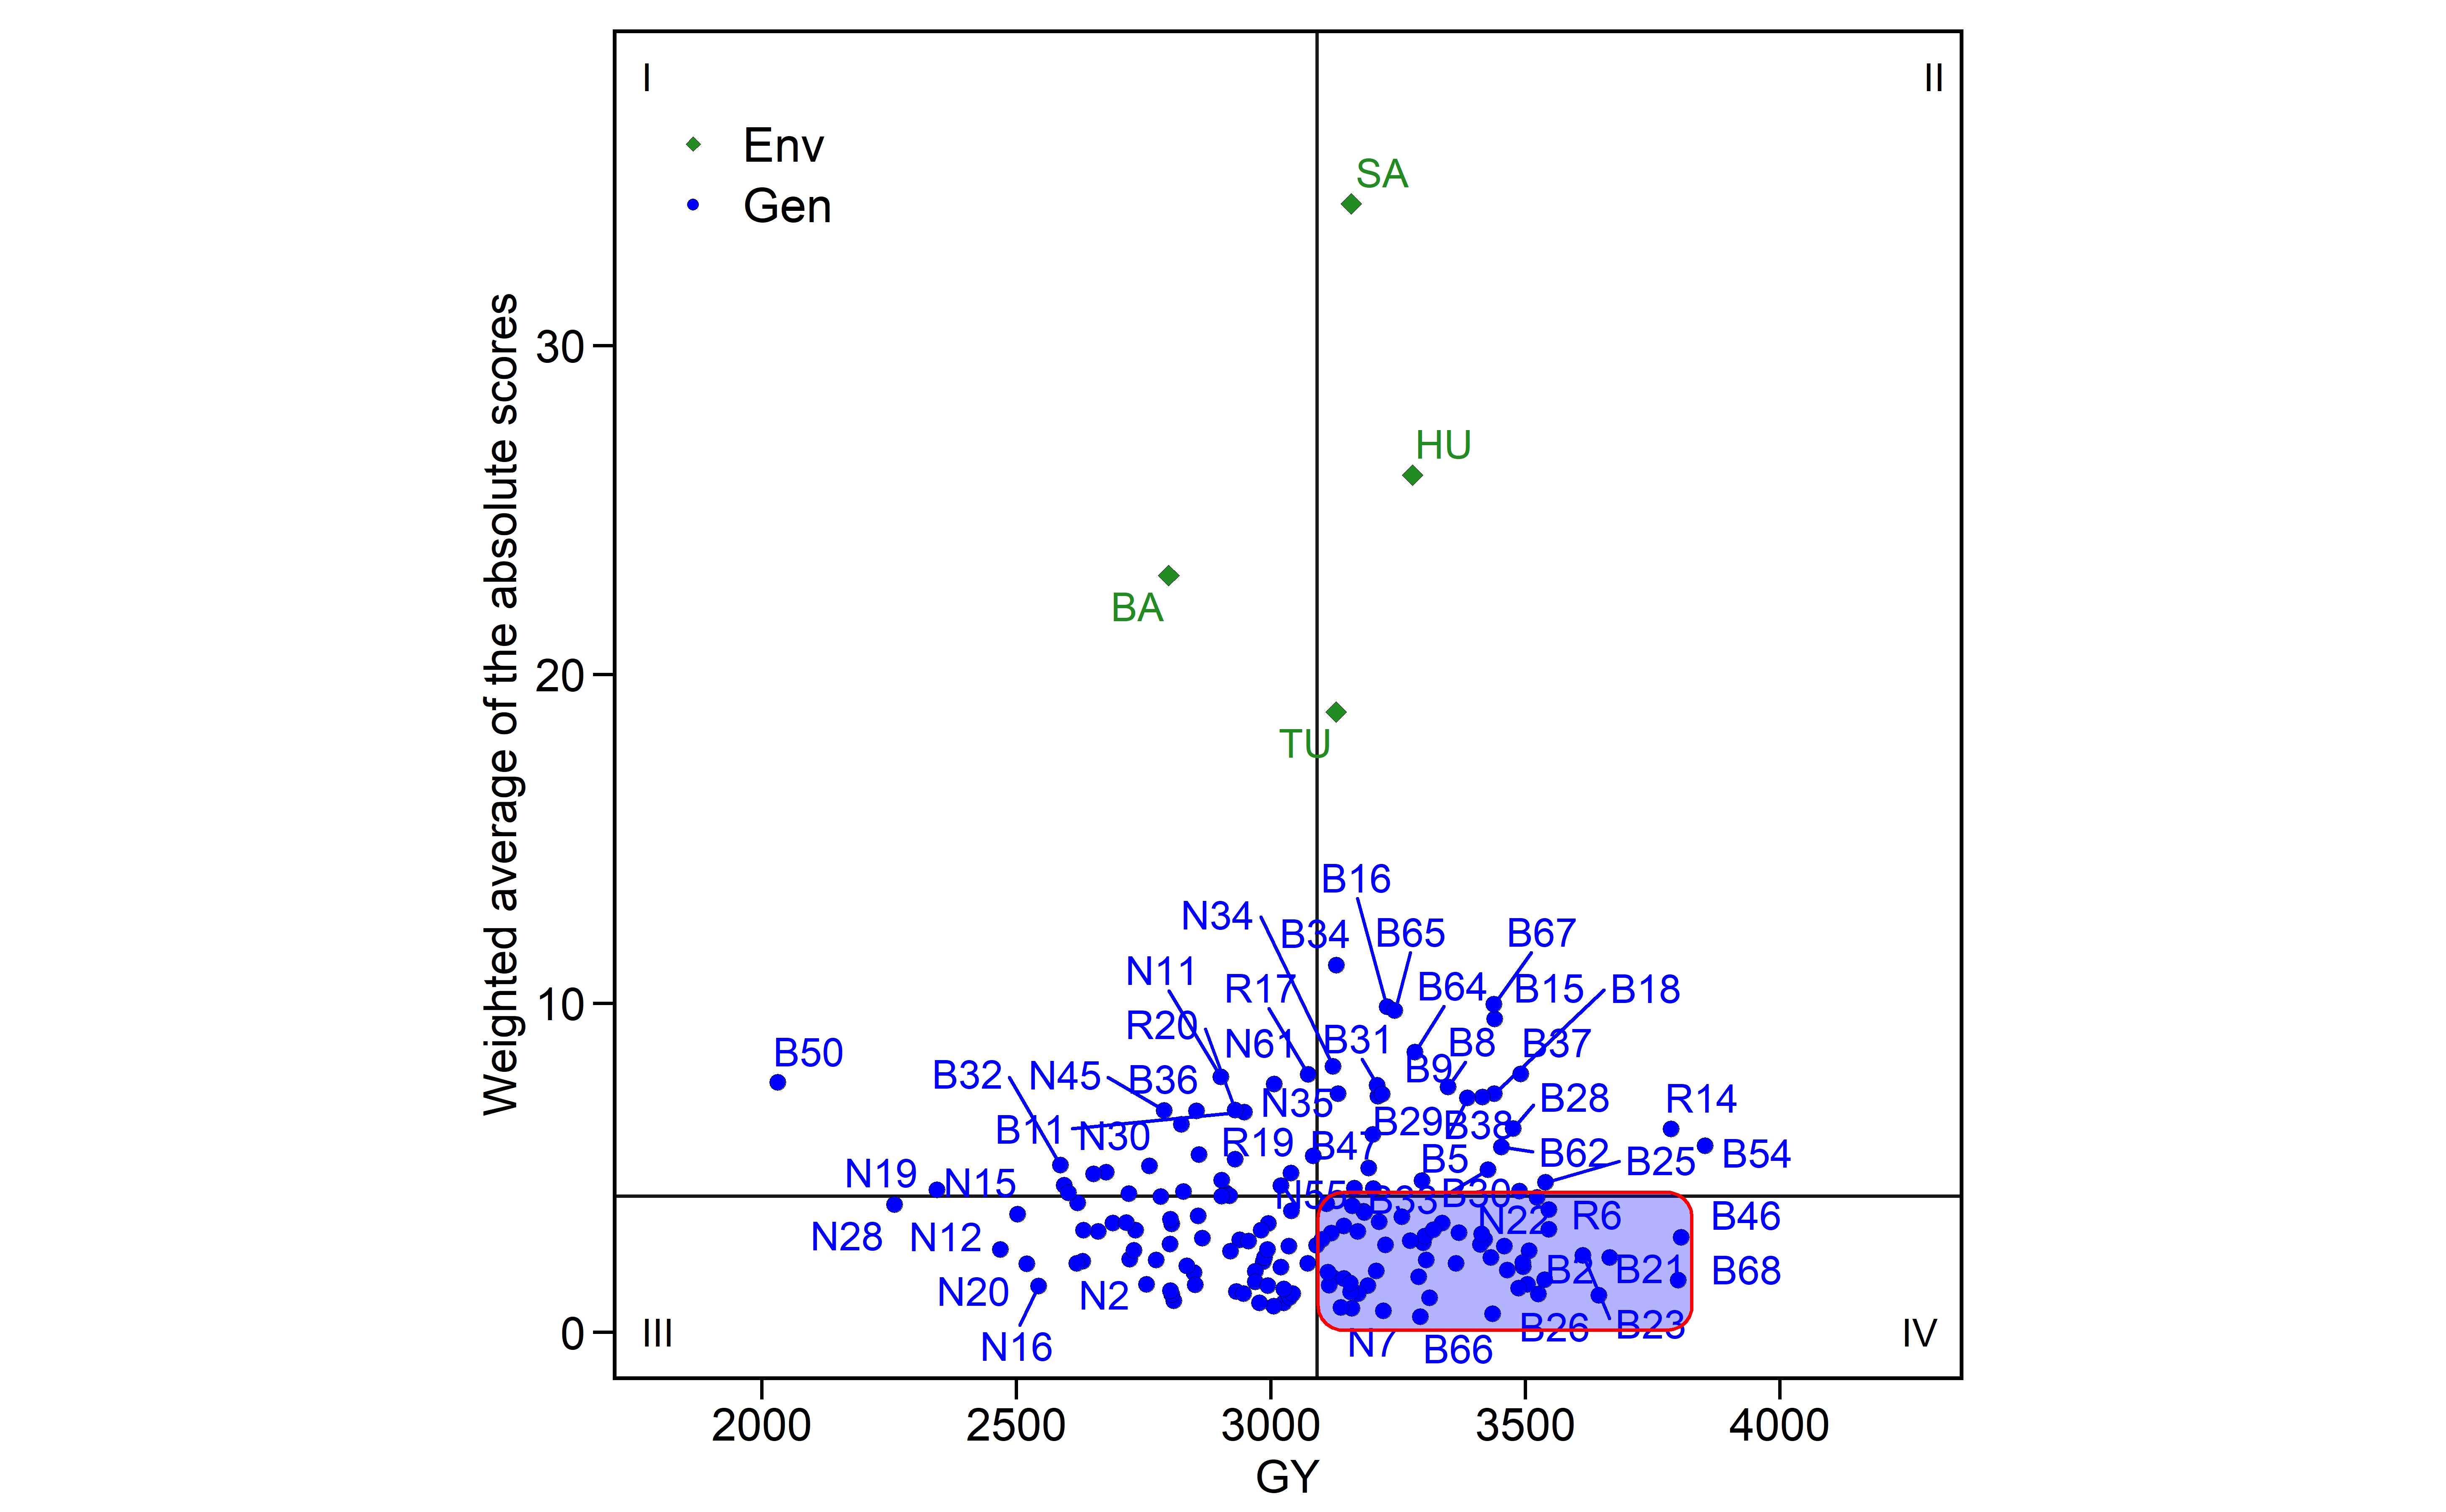 I
II
Env
Gen
SA
HU
BA
TU
Weighted average of the absolute scores
30
20
10
0
B16
N34
B34
B65
B67
N11
R17
B64
B15
B18
R20
N61
B31
B8
B37
B50
B32
N45
B36
B9
N35
B28
R14
B11
N30
R19
B4
B29
B38
B62
B54
N19
N15
B5
B25
N55
B33
B30
N22
R6
B46
N28
N12
N20
N2
B2
B21
B68
III
IV
N16
N7
B66
B26
B23
2000
2500
3000
3500
4000
GY